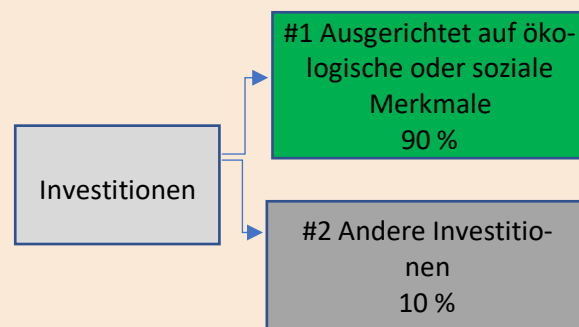 #1 Ausgerichtet auf öko-
logische oder soziale
Merkmale
90 %
Investitionen
#2 Andere Investitio-
nen
10 %